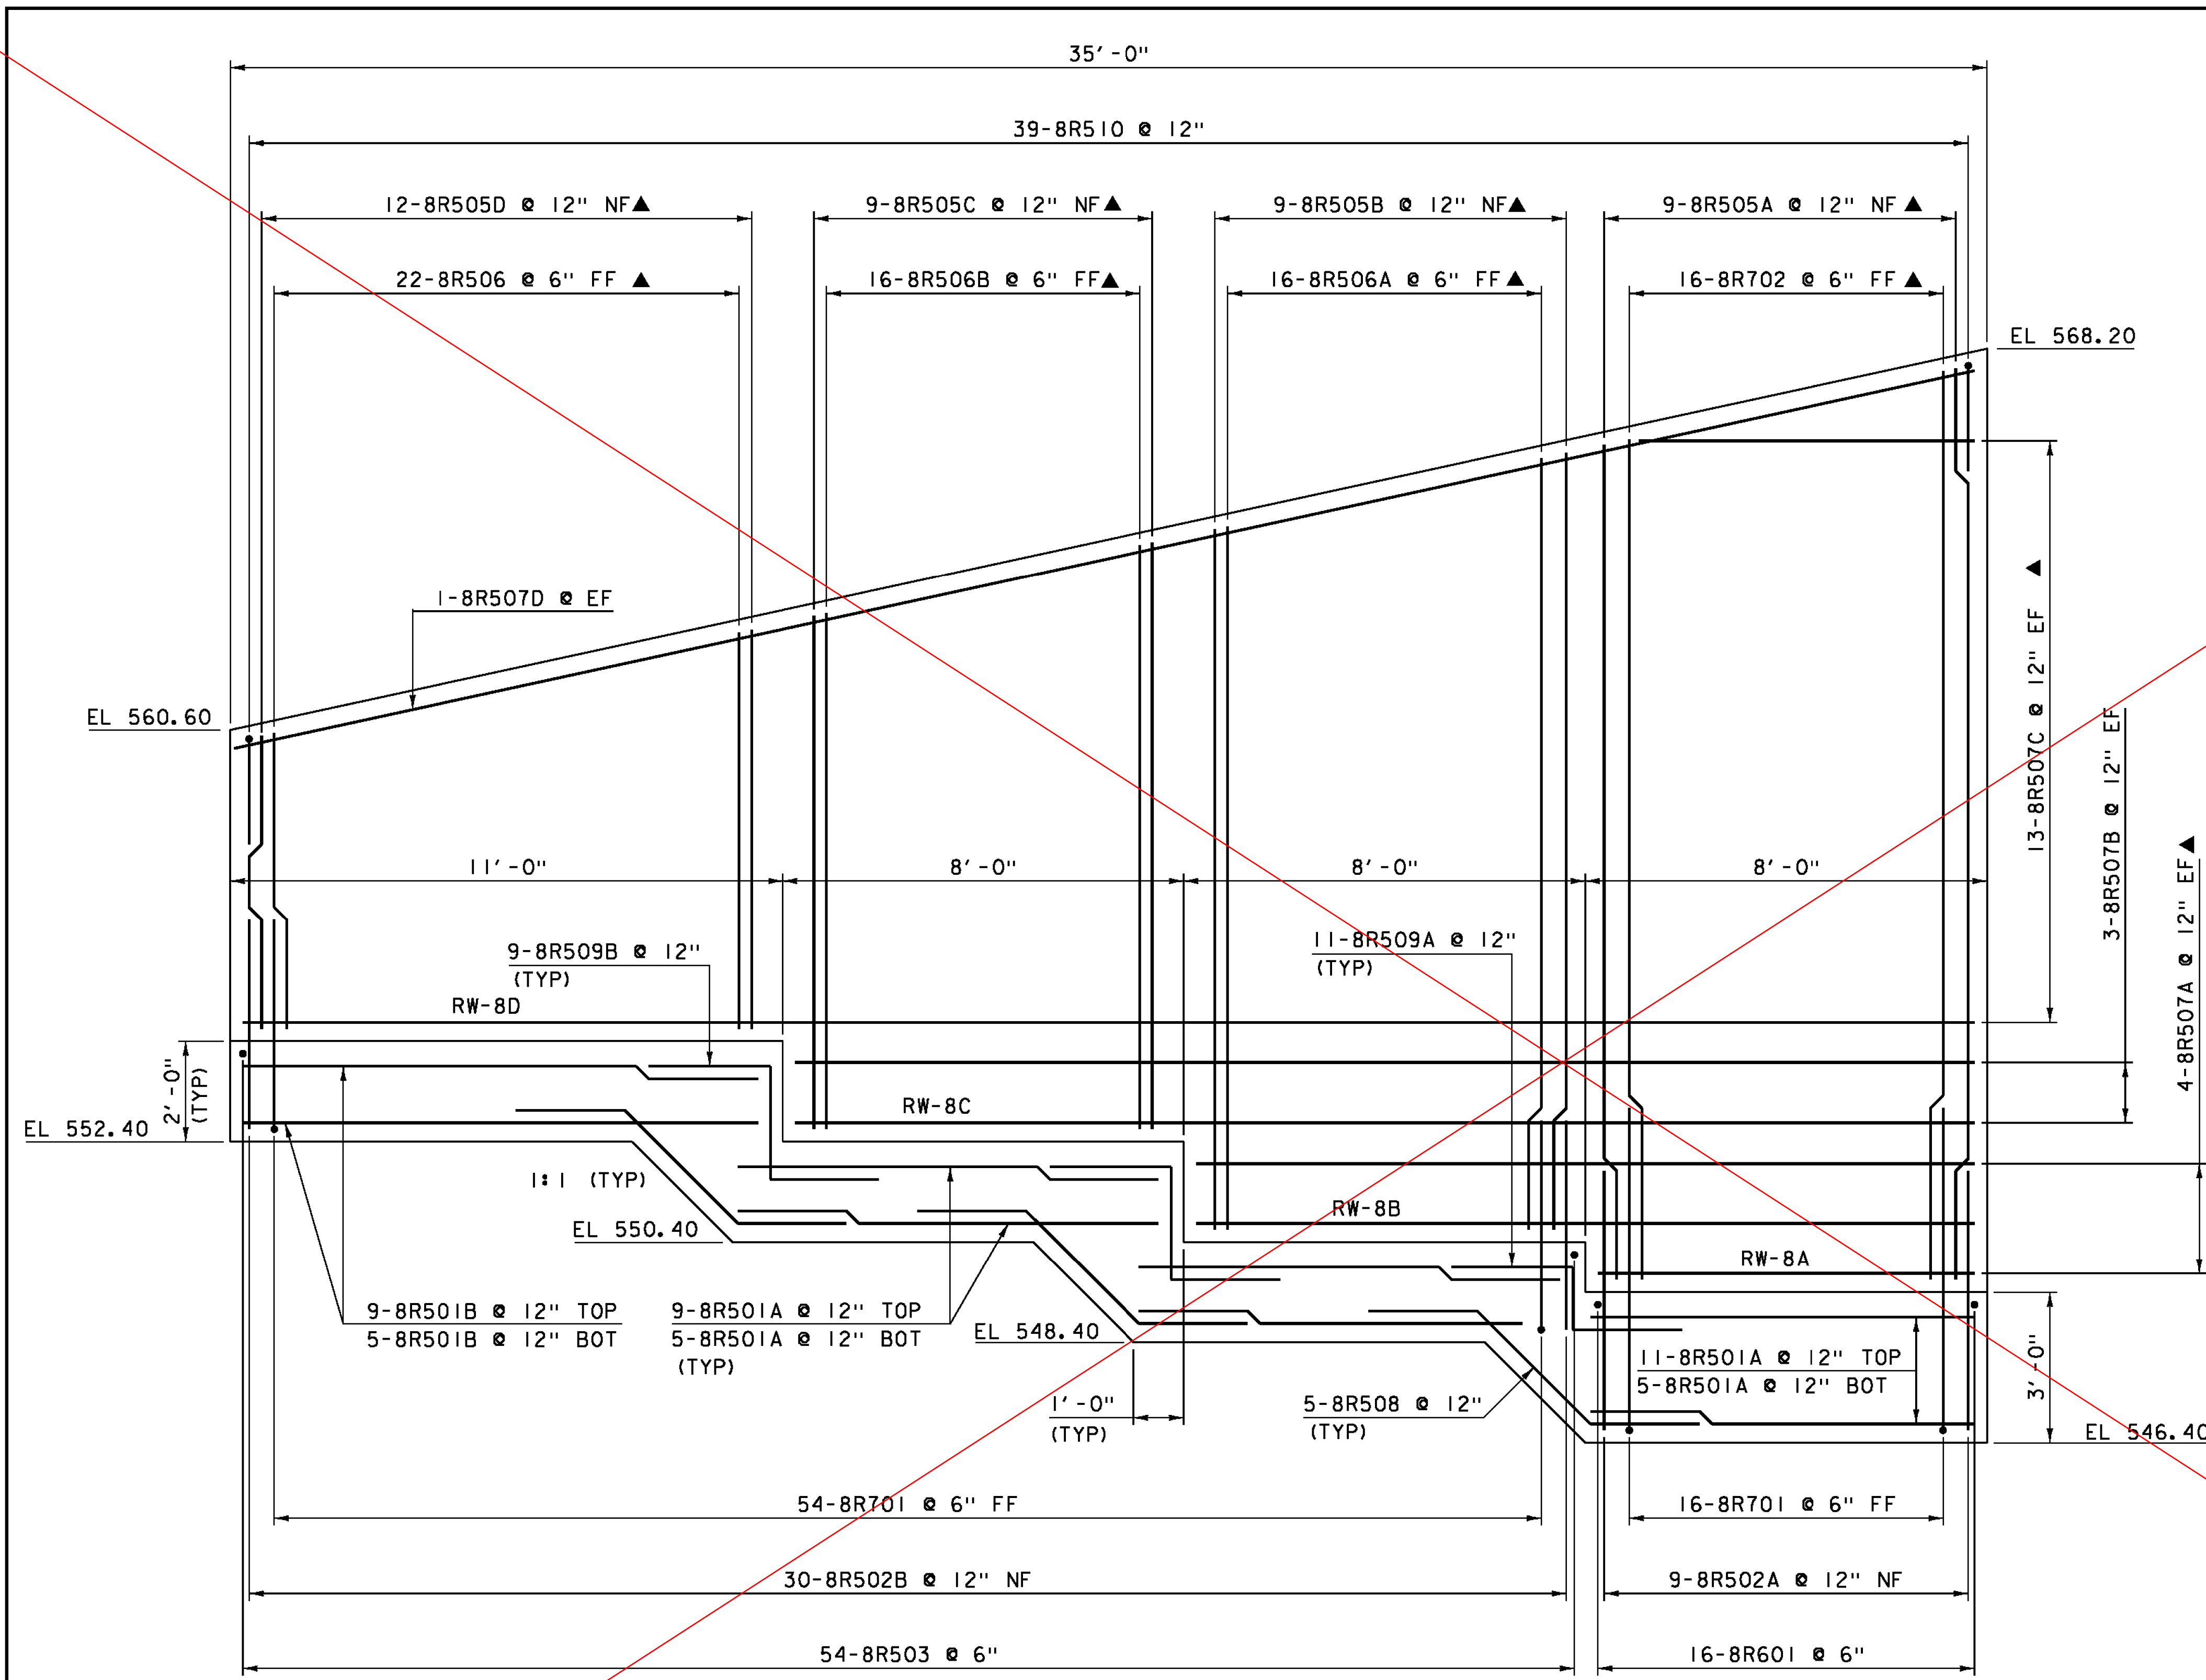 35'-0"
39-8R510 @ 12"
12-8R505D @ 12" NF▲
9-8R505C @ 12" NF▲
9-8R505B @ 12" NF▲
9-8R505A @ 12" NF▲
22-8R506 @ 6" FF ▲
16-8R506B @ 6" FF▲
16-8R506A @ 6" FF▲
16-8R702 @ 6" FF▲
EL 568.20
1-8R507D @ EF
EL 560.60
13-8R507C @ 12" EF ▲
3-8R507B @ 12" EF
4-8R507A @ 12" EF▲
11'-0"
8'-0"
8'-0"
8'-0"
9-8R509B @ 12"
(TYP)
11-8R509A @ 12"
(TYP)
RW-8D
2'-0"
(TYP)
EL 552.40
RW-8C
1:1 (TYP)
EL 550.40
RW-8B
RW-8A
9-8R501B @ 12" TOP
5-8R501B @ 12" BOT
9-8R501A @ 12" TOP
5-8R501A @ 12" BOT
(TYP)
EL 548.40
1'-0"
(TYP)
5-8R508 @ 12"
(TYP)
11-8R501A @ 12" TOP
5-8R501A @ 12" BOT
3'-0"
EL 546.40
54-8R701 @ 6" FF
16-8R701 @ 6" FF
30-8R502B @ 12" NF
9-8R502A @ 12" NF
54-8R503 @ 6"
16-8R601 @ 6"